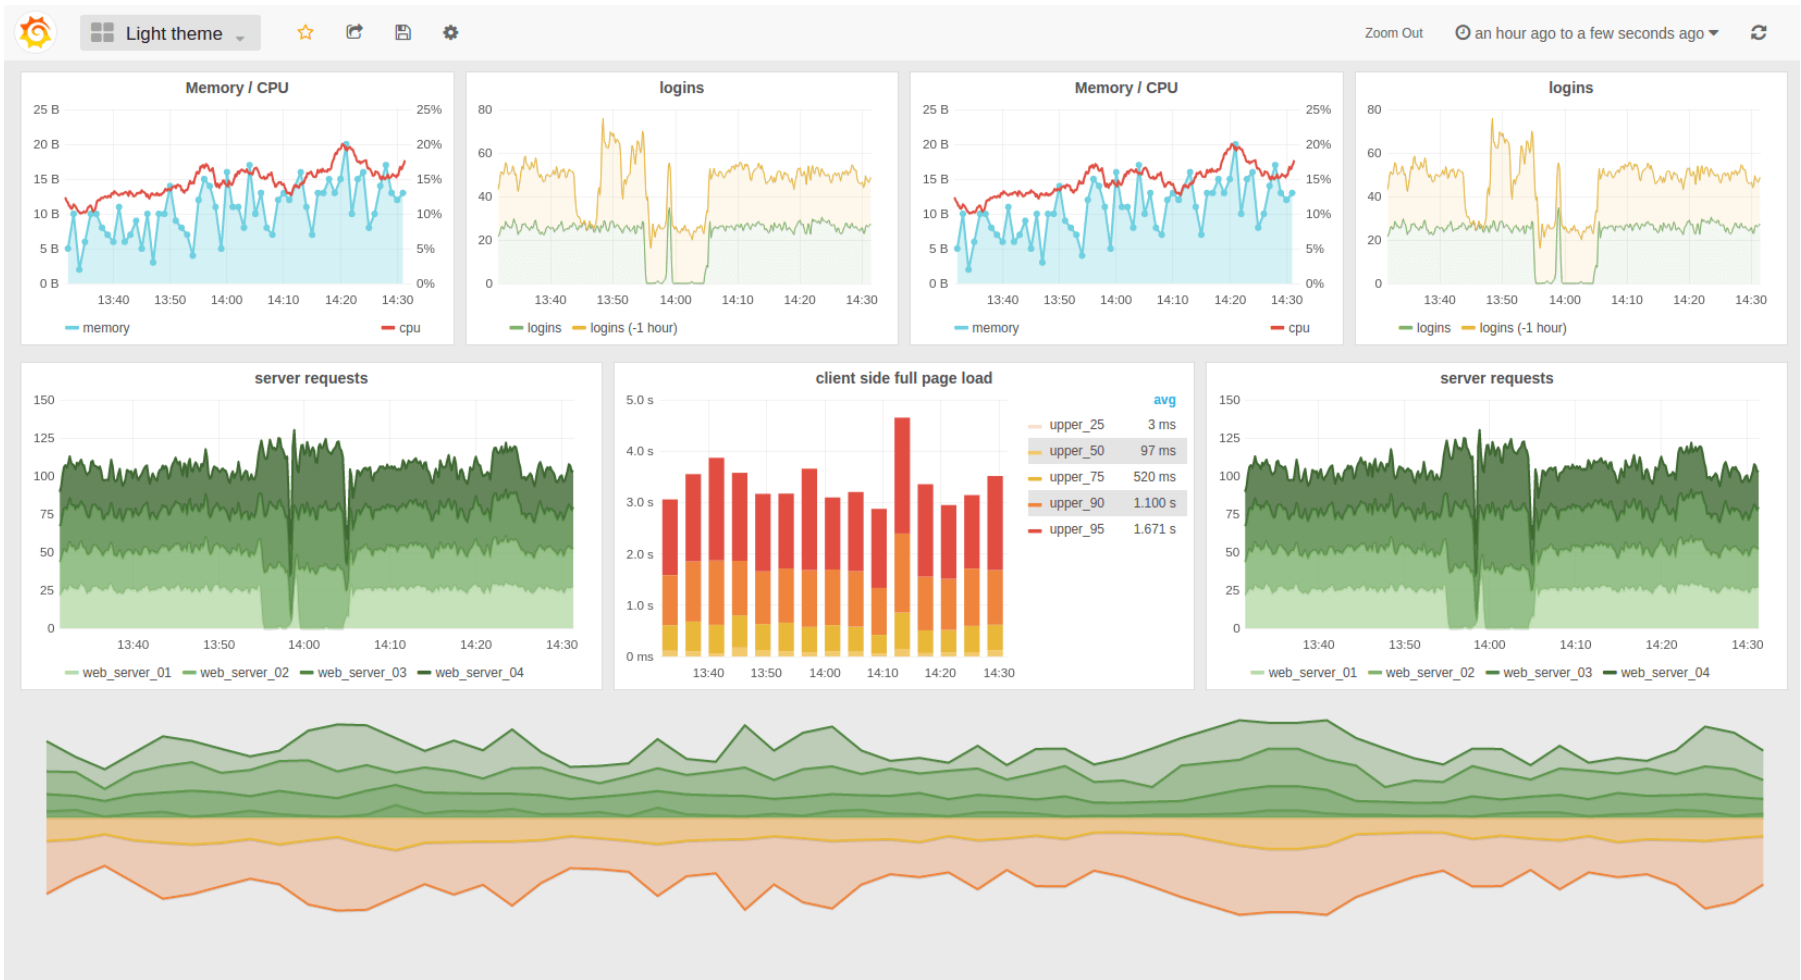 Light theme
Zoom Out
an hour ago to a few seconds ago
Memory / CPU
25 B
20 B
15 B
10 B
5 B
0 B
25%
20%
15%
10%
5%
0%
13:40 13:50 14:00 14:10 14:20 14:30
memory
cpu
logins
80
60
40
20
0
13:40 13:50 14:00 14:10 14:20 14:30
logins logins (-1 hour)
Memory / CPU
25 B
20 B
15 B
10 B
5 B
0 B
25%
20%
15%
10%
5%
0%
13:40 13:50 14:00 14:10 14:20 14:30
memory
cpu
logins
80
60
40
20
0
13:40 13:50 14:00 14:10 14:20 14:30
logins logins (-1 hour)
server requests
150
125
100
75
50
25
0
13:40 13:50 14:00 14:10 14:20 14:30
web_server_01 web_server_02 web_server_03 web_server_04
client side full page load
5.0 s
4.0 s
3.0 s
2.0 s
1.0 s
0 ms
13:40 13:50 14:00 14:10 14:20 14:30
avg
upper_25 3 ms
upper_50 97 ms
upper_75 520 ms
upper_90 1.100 s
upper_95 1.671 s
server requests
150
125
100
75
50
25
0
13:40 13:50 14:00 14:10 14:20 14:30
web_server_01 web_server_02 web_server_03 web_server_04